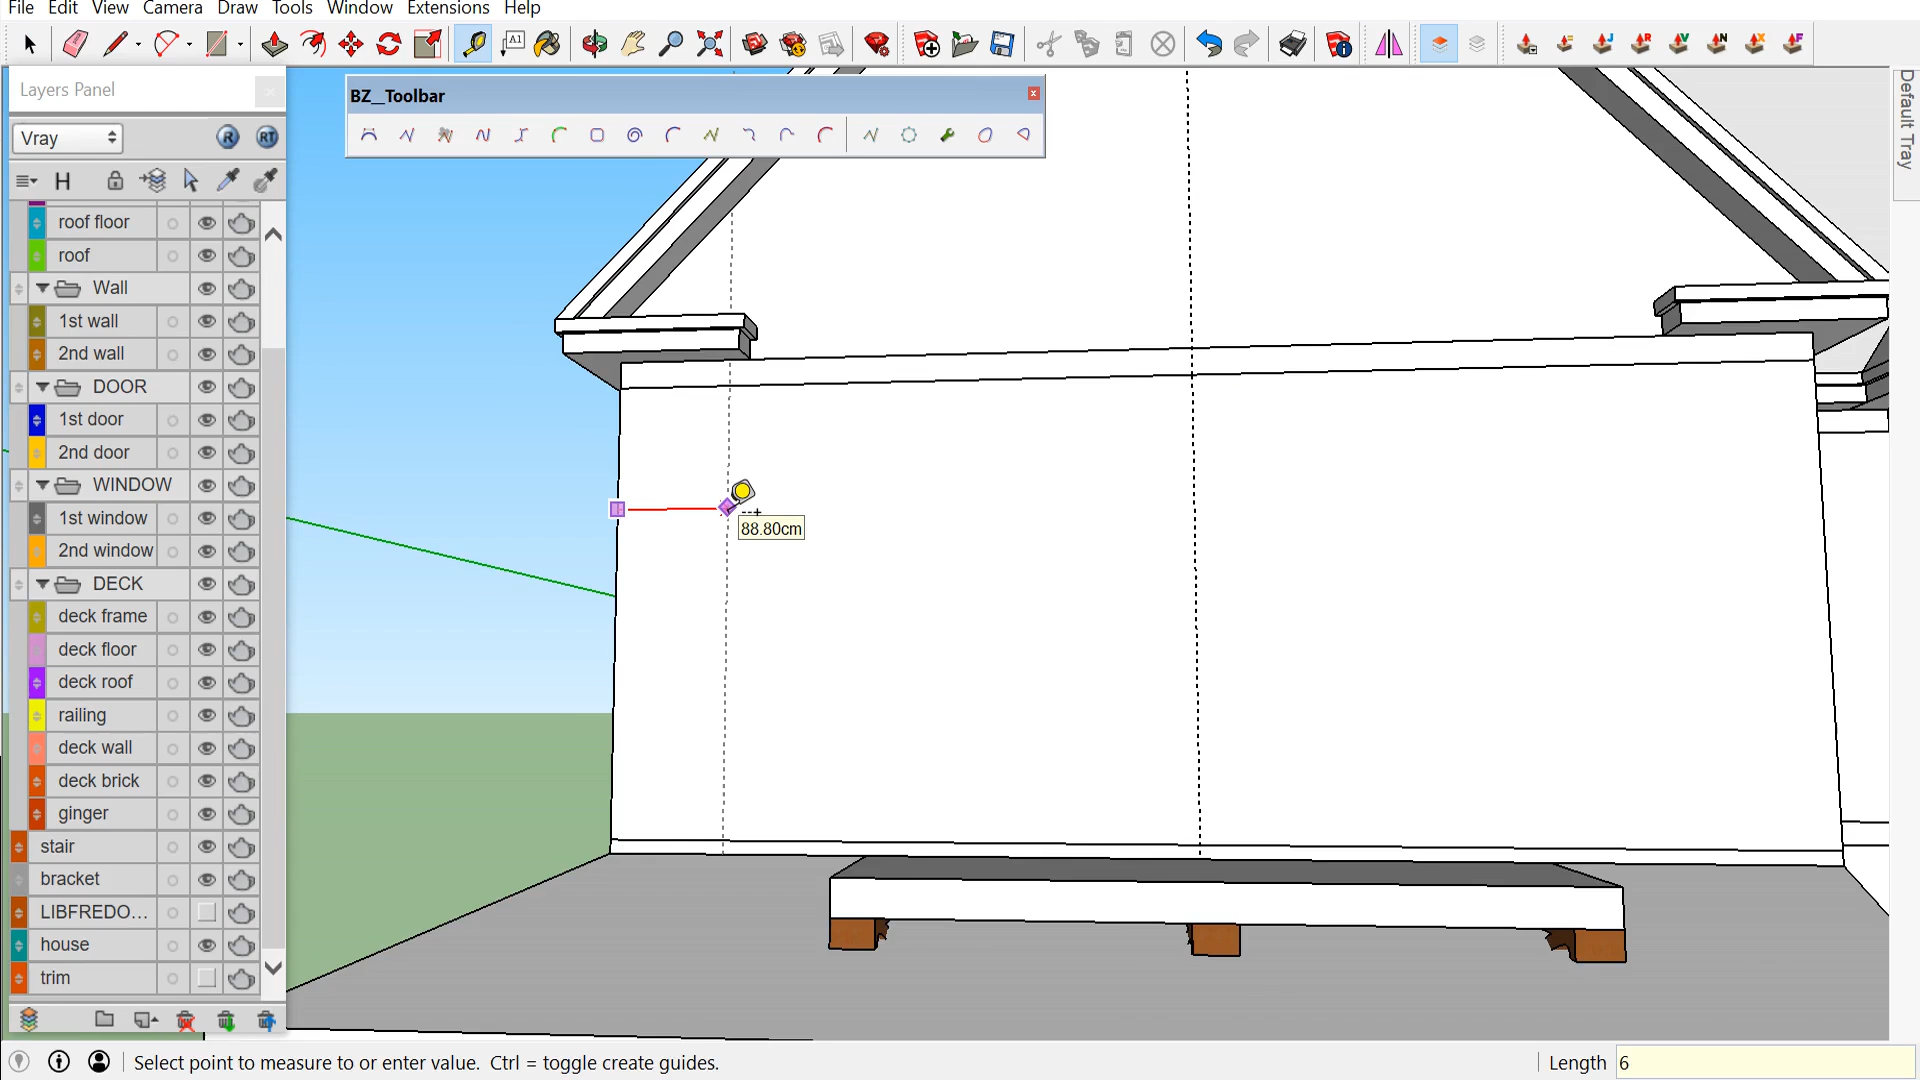 File Edit View Camera Draw Tools Window Extensions Help
A1
J R V N X F
Layers Panel
BZ__Toolbar
Default Tray
Vray
R RT
H
roof floor
roof
Wall
1st wall
2nd wall
DOOR
1st door
2nd door
WINDOW
1st window
2nd window
DECK
deck frame
deck floor
deck roof
railing
deck wall
deck brick
ginger
stair
bracket
LIBFREDO...
house
trim
88.80cm
Select point to measure to or enter value. Ctrl = toggle create guides.
Length 6